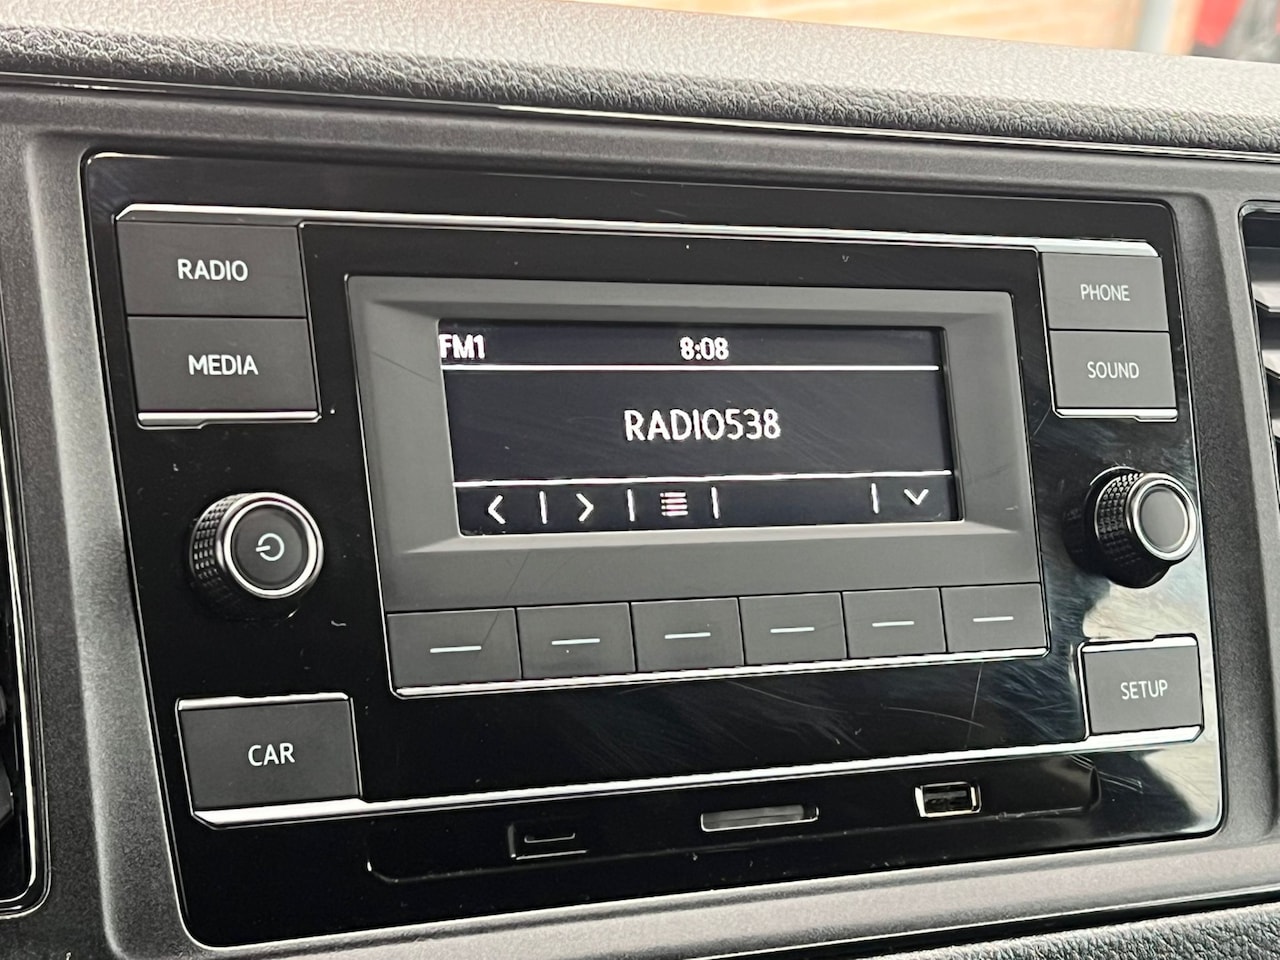 RADIO
MEDIA
FM1 8:08
RADIO538
PHONE
SOUND
CAR
SETUP